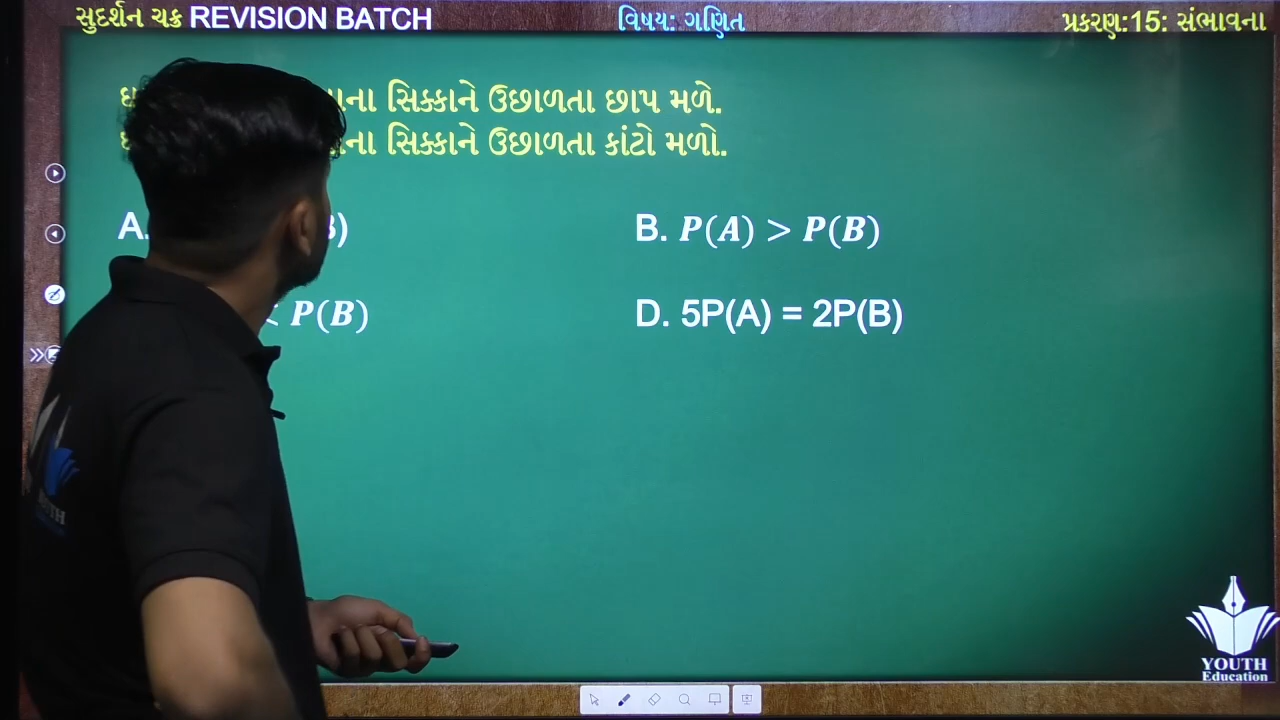 સુદર્શન ચક્ર REVISION BATCH
વિષય: ગણિત
પ્રકરણ:15: સંભાવના
સિક્કાને ઉછાળતા છાપ મળે.
સિક્કાને ઉછાળતા કાંટો મળો.
A.
B. P(A) > P(B)
< P(B)
D. 5P(A) = 2P(B)
YOUTH
Education